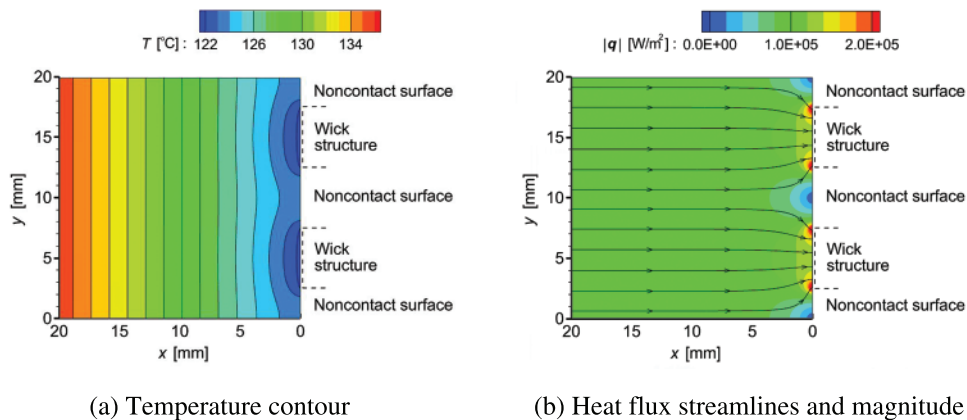 T [°C] : 122 126 130 134
20
15
10
5
0
y [mm]
Noncontact surface
Wick
structure
Noncontact surface
Wick
structure
Noncontact surface
20 15 10 5 0
x [mm]
(a) Temperature contour
|q| [W/m²] : 0.0E+00 1.0E+05 2.0E+05
20
15
10
5
0
y [mm]
Noncontact surface
Wick
structure
Noncontact surface
Wick
structure
Noncontact surface
20 15 10 5 0
x [mm]
(b) Heat flux streamlines and magnitude